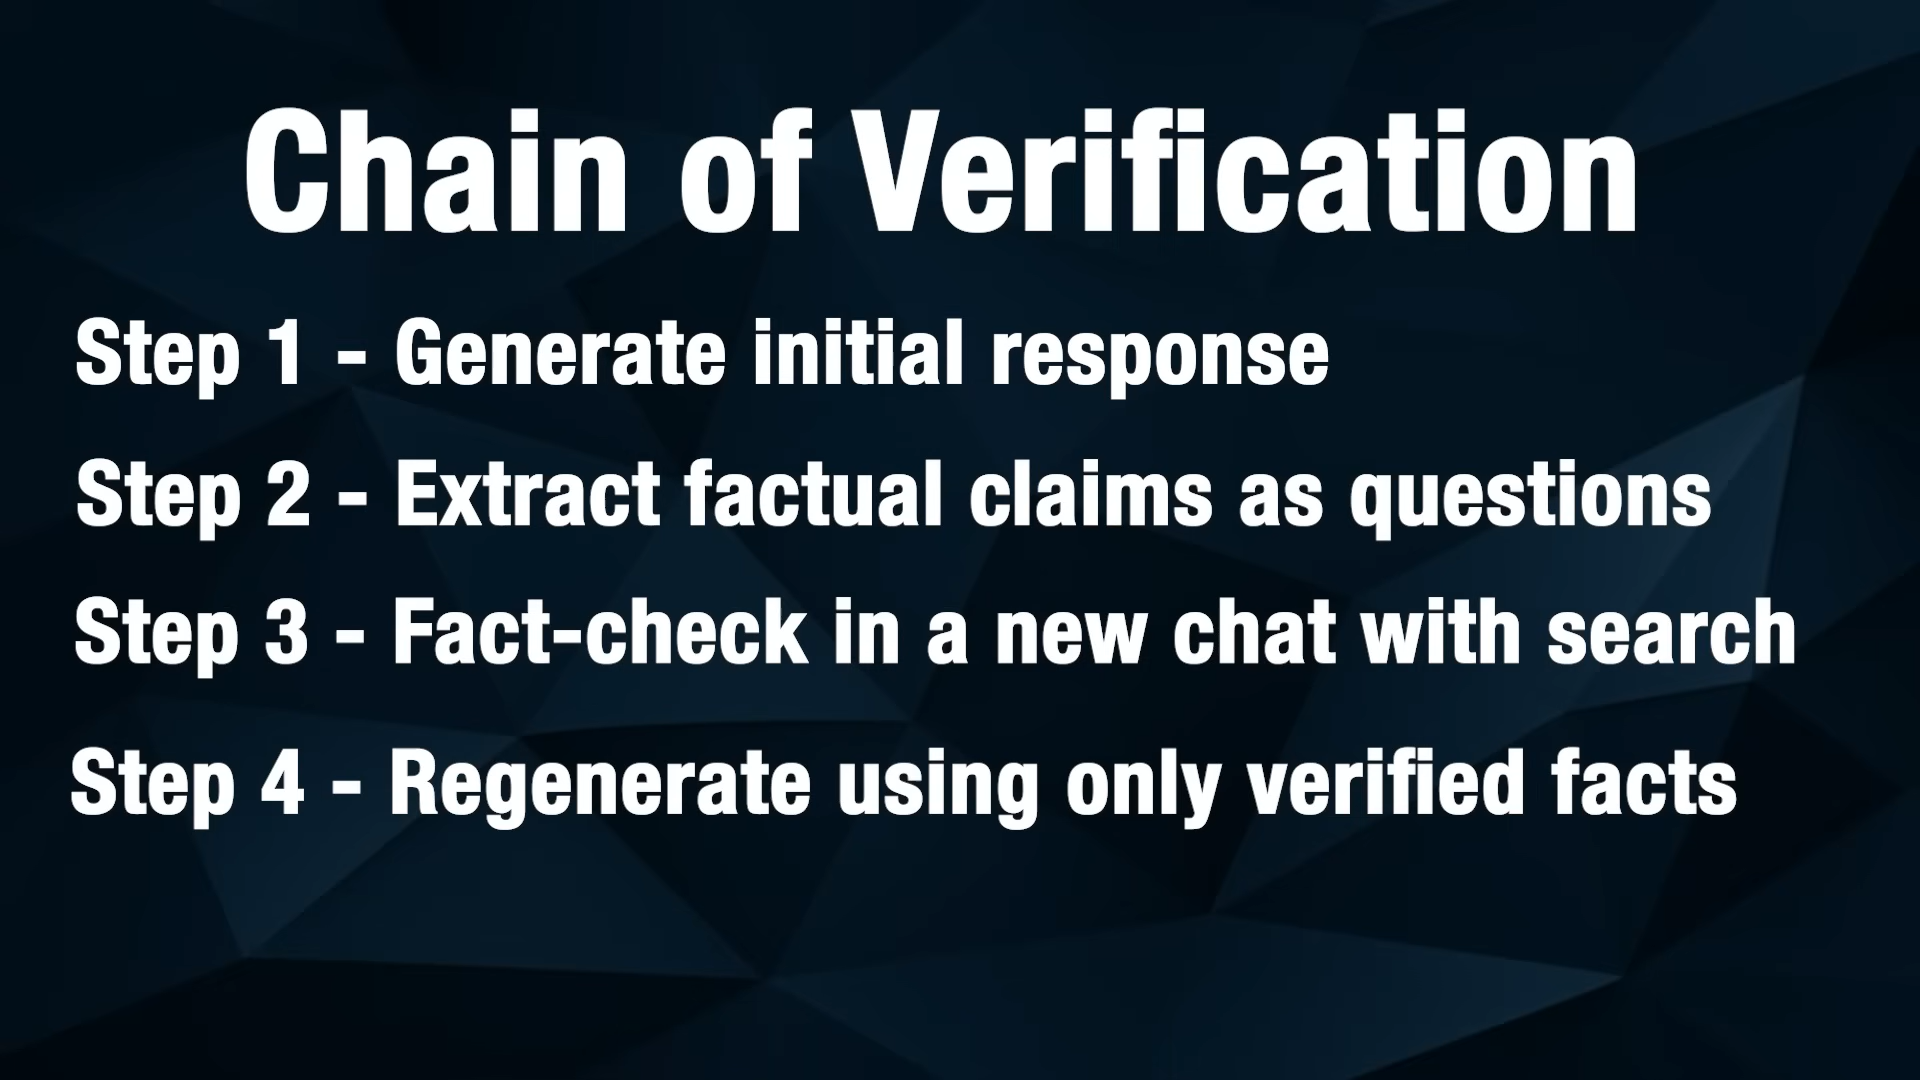 Chain of Verification
Step 1 - Generate initial response
Step 2 - Extract factual claims as questions
Step 3 - Fact-check in a new chat with search
Step 4 - Regenerate using only verified facts